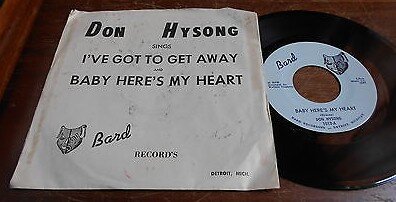 DON HYSONG
SINGS
I'VE GOT TO GET AWAY
AND
BABY HERE'S MY HEART
Bard
RECORD'S
DETROIT, MICH.
Bard
BABY HERE'S MY HEART
DON HYSONG